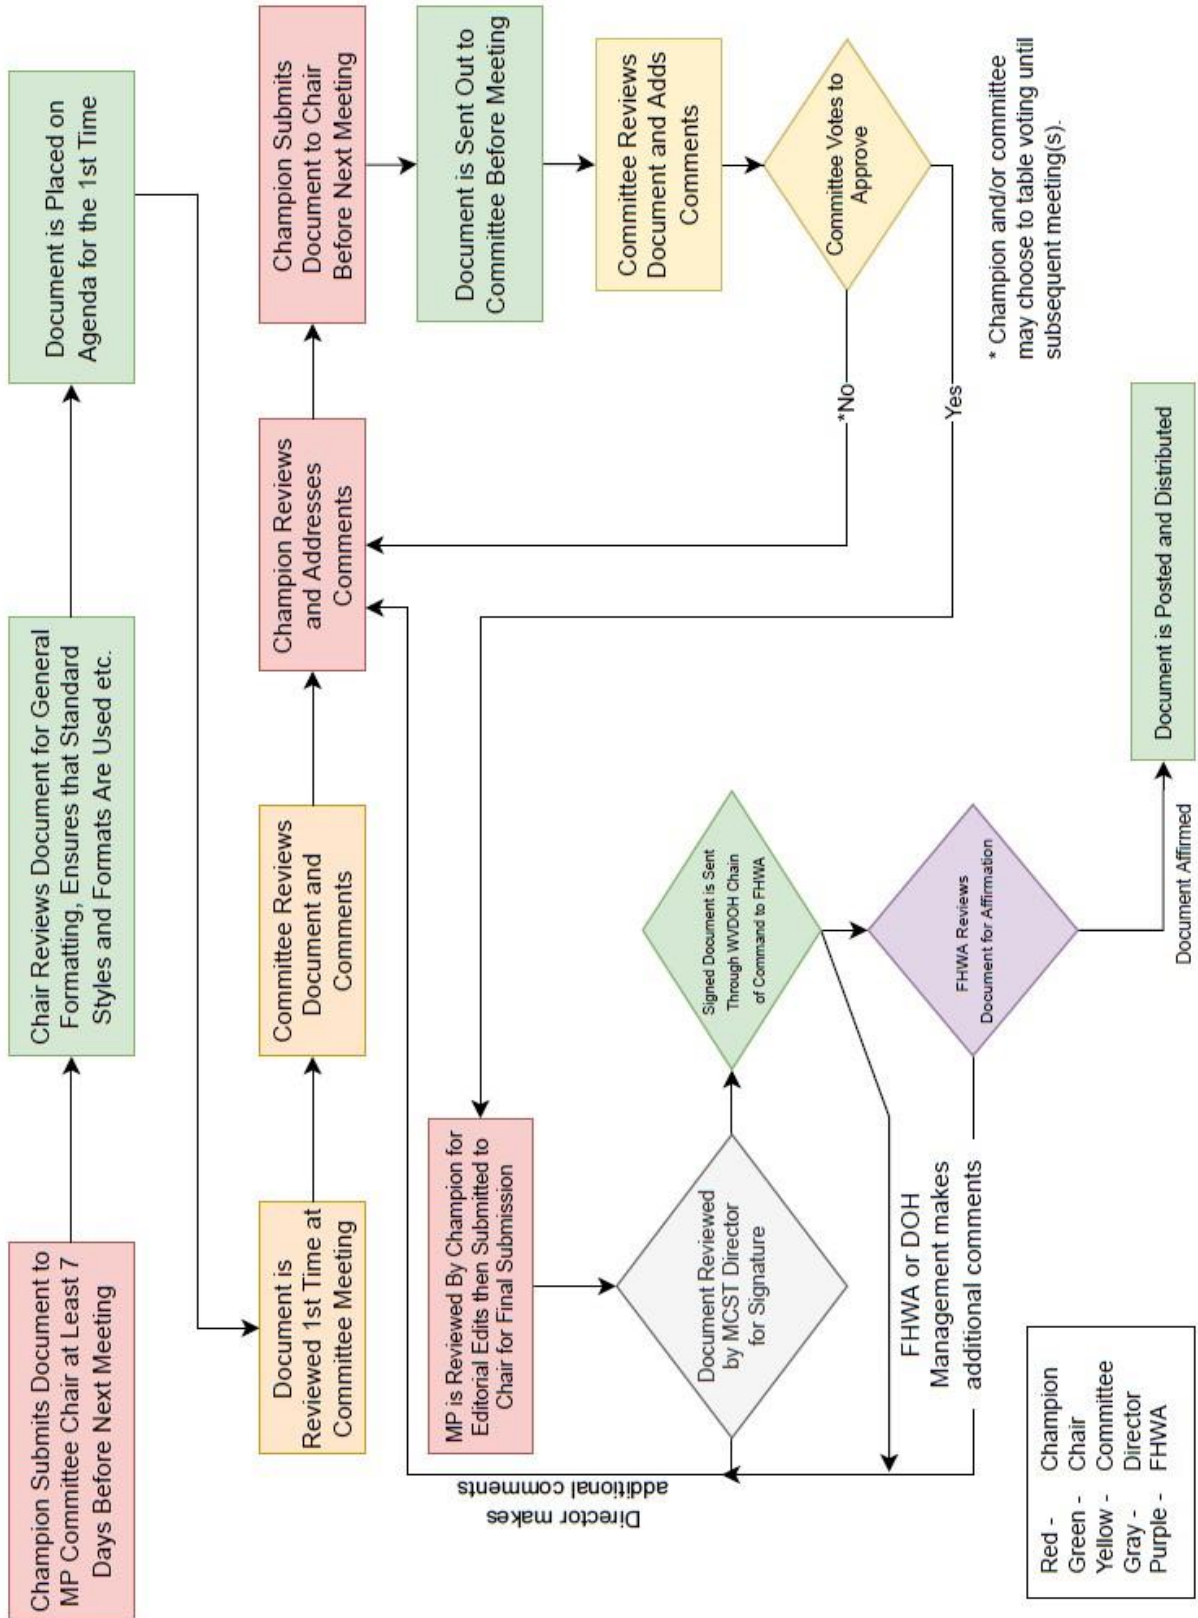 Champion Submits Document to
MP Committee Chair at Least 7
Days Before Next Meeting
Chair Reviews Document for General
Formatting, Ensures that Standard
Styles and Formats Are Used etc.
Document is Placed on
Agenda for the 1st Time
Document is
Reviewed 1st Time at
Committee Meeting
Committee Reviews
Document and
Comments
Champion Reviews
and Addresses
Comments
Champion Submits
Document to Chair
Before Next Meeting
Document is Sent Out to
Committee Before Meeting
Committee Reviews
Document and Adds
Comments
Committee Votes to
Approve
*No
Yes
* Champion and/or committee
may choose to table voting until
subsequent meeting(s).
MP is Reviewed By Champion for
Editorial Edits then Submitted to
Chair for Final Submission
Document Reviewed
by MCST Director
for Signature
Director makes
additional comments
Signed Document is Sent
Through WVDOH Chain
of Command to FHWA
FHWA or DOH
Management makes
additional comments
FHWA Reviews
Document for Affirmation
Document Affirmed
Document is Posted and Distributed
Red - Champion
Green - Chair
Yellow - Committee
Gray - Director
Purple - FHWA